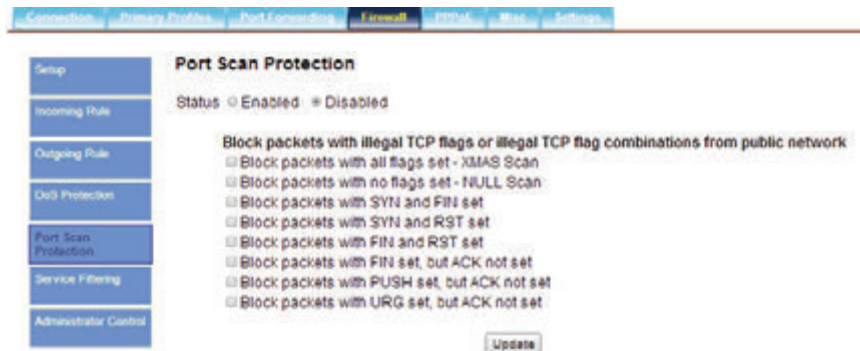 Connection Primary Profiles Port Forwarding Firewall PPPoE Misc Settings
Setup
Incoming Rule
Outgoing Rule
DoS Protection
Port Scan
Protection
Service Filtering
Administrator Control
Port Scan Protection
Status Enabled Disabled
Block packets with illegal TCP flags or illegal TCP flag combinations from public network
Block packets with all flags set - XMAS Scan
Block packets with no flags set - NULL Scan
Block packets with SYN and FIN set
Block packets with SYN and RST set
Block packets with FIN and RST set
Block packets with FIN set, but ACK not set
Block packets with PUSH set, but ACK not set
Block packets with URG set, but ACK not set
Update